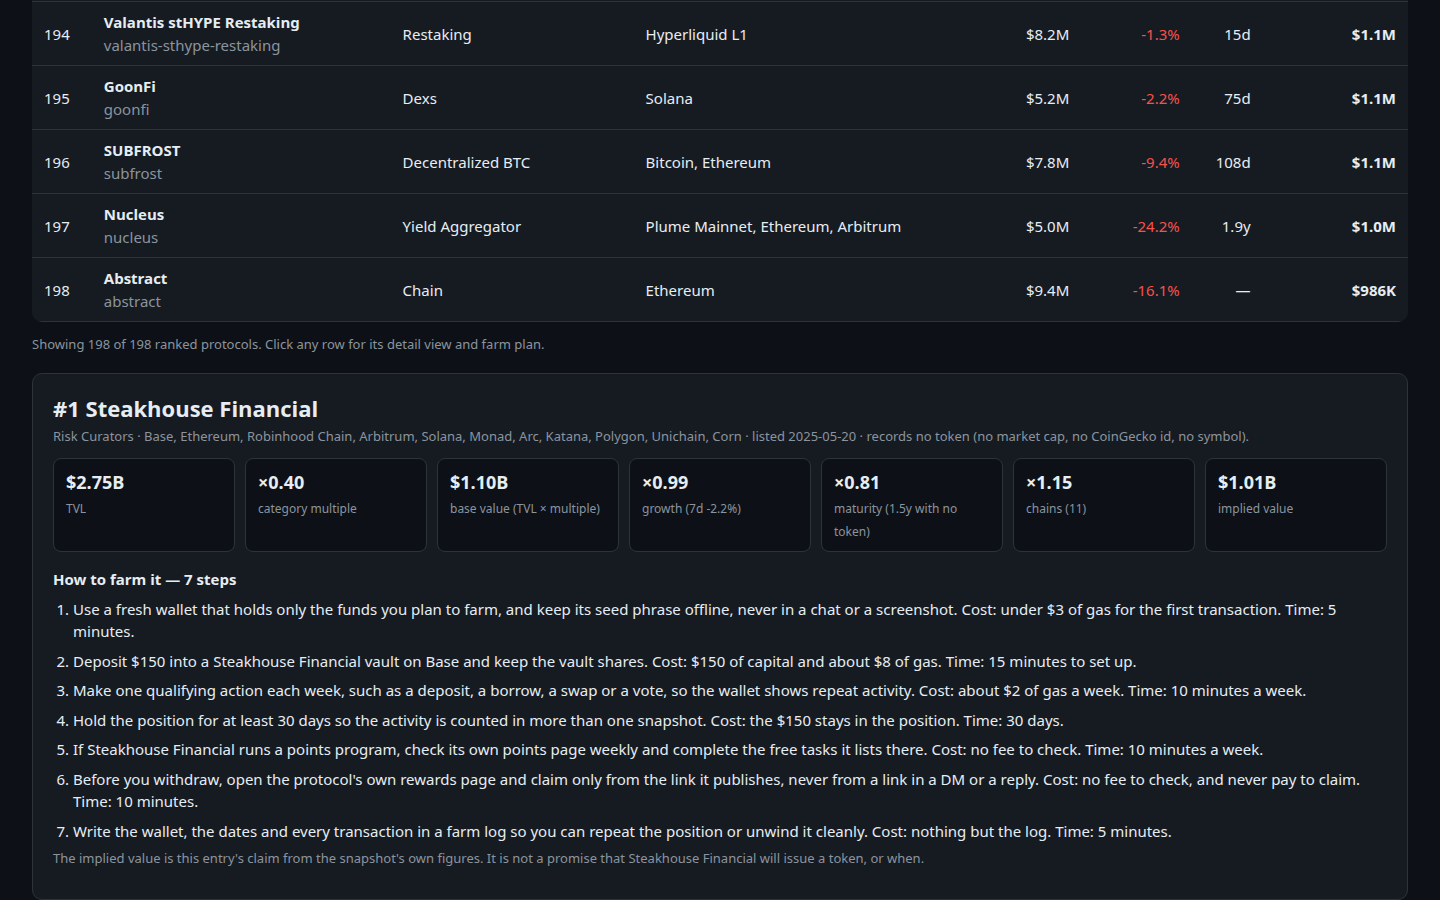 194 Valantis stHYPE Restaking Restaking Hyperliquid L1 $8.2M -1.3% 15d $1.1M
valantis-sthype-restaking
195 GoonFi Dexs Solana $5.2M -2.2% 75d $1.1M
goonfi
196 SUBFROST Decentralized BTC Bitcoin, Ethereum $7.8M -9.4% 108d $1.1M
subfrost
197 Nucleus Yield Aggregator Plume Mainnet, Ethereum, Arbitrum $5.0M -24.2% 1.9y $1.0M
nucleus
198 Abstract Chain Ethereum $9.4M -16.1% — $986K
abstract
Showing 198 of 198 ranked protocols. Click any row for its detail view and farm plan.
#1 Steakhouse Financial
Risk Curators · Base, Ethereum, Robinhood Chain, Arbitrum, Solana, Monad, Arc, Katana, Polygon, Unichain, Corn · listed 2025-05-20 · records no token (no market cap, no CoinGecko id, no symbol).
$2.75B ×0.40 $1.10B ×0.99 ×0.81 ×1.15 $1.01B
TVL category multiple base value (TVL × multiple) growth (7d -2.2%) maturity (1.5y with no chains (11) implied value
token)
How to farm it — 7 steps
1. Use a fresh wallet that holds only the funds you plan to farm, and keep its seed phrase offline, never in a chat or a screenshot. Cost: under $3 of gas for the first transaction. Time: 5
minutes.
2. Deposit $150 into a Steakhouse Financial vault on Base and keep the vault shares. Cost: $150 of capital and about $8 of gas. Time: 15 minutes to set up.
3. Make one qualifying action each week, such as a deposit, a borrow, a swap or a vote, so the wallet shows repeat activity. Cost: about $2 of gas a week. Time: 10 minutes a week.
4. Hold the position for at least 30 days so the activity is counted in more than one snapshot. Cost: the $150 stays in the position. Time: 30 days.
5. If Steakhouse Financial runs a points program, check its own points page weekly and complete the free tasks it lists there. Cost: no fee to check. Time: 10 minutes a week.
6. Before you withdraw, open the protocol's own rewards page and claim only from the link it publishes, never from a link in a DM or a reply. Cost: no fee to check, and never pay to claim.
Time: 10 minutes.
7. Write the wallet, the dates and every transaction in a farm log so you can repeat the position or unwind it cleanly. Cost: nothing but the log. Time: 5 minutes.
The implied value is this entry's claim from the snapshot's own figures. It is not a promise that Steakhouse Financial will issue a token, or when.